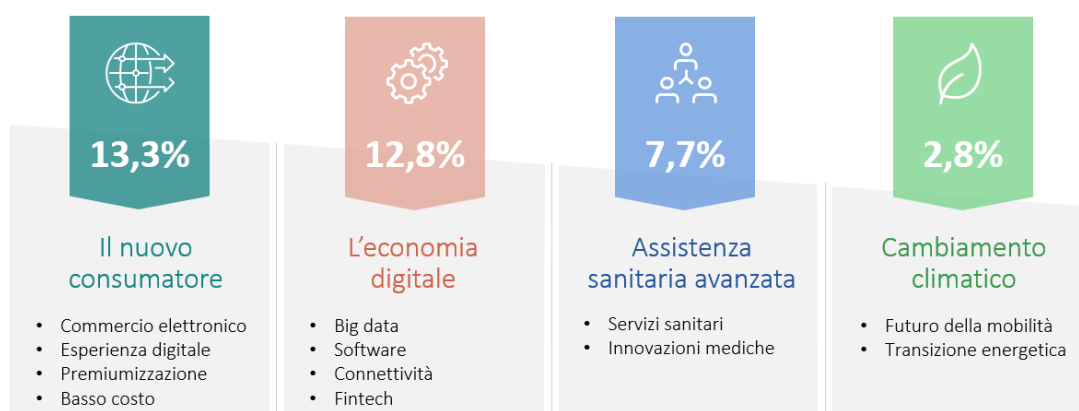 13,3%
Il nuovo
consumatore
• Commercio elettronico
• Esperienza digitale
• Premiumizzazione
• Basso costo
12,8%
L'economia
digitale
• Big data
• Software
• Connettività
• Fintech
7,7%
Assistenza
sanitaria avanzata
• Servizi sanitari
• Innovazioni mediche
2,8%
Cambiamento
climatico
• Futuro della mobilità
• Transizione energetica